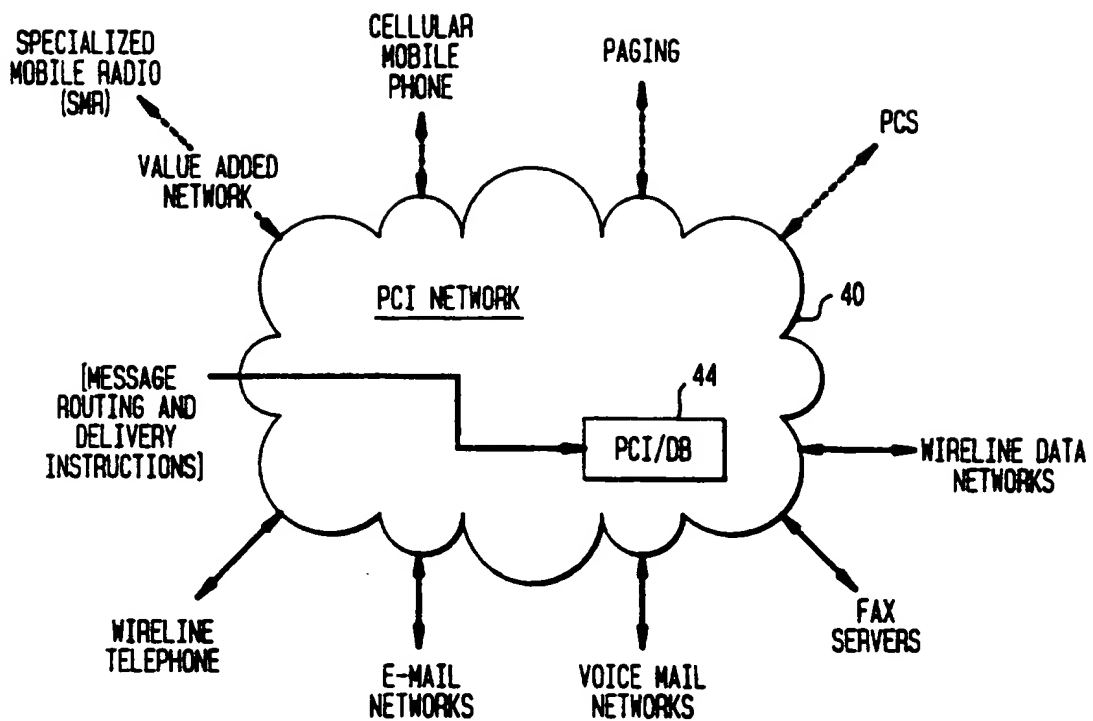 SPECIALIZED
MOBILE RADIO
(SMR)
CELLULAR
MOBILE
PHONE
PAGING
PCS
VALUE ADDED
NETWORK
PCI NETWORK
40
[MESSAGE
ROUTING AND
DELIVERY
INSTRUCTIONS]
44
PCI/DB
WIRELINE DATA
NETWORKS
WIRELINE
TELEPHONE
E-MAIL
NETWORKS
VOICE MAIL
NETWORKS
FAX
SERVERS